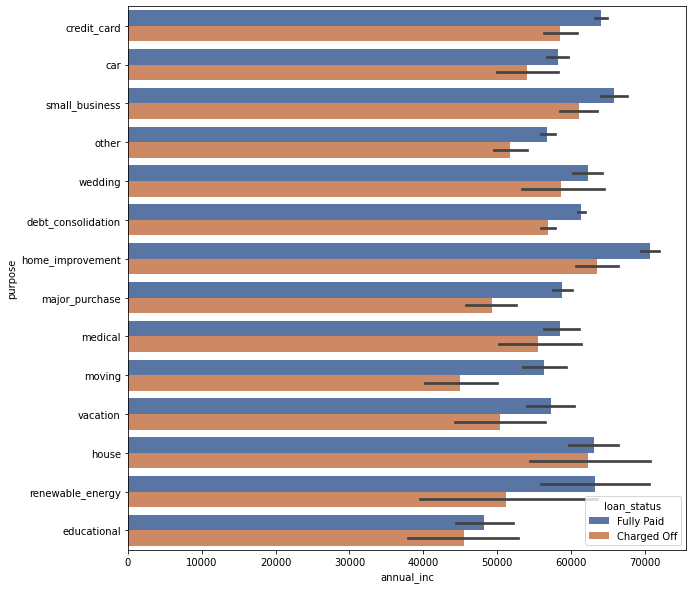 purpose
credit_card
car
small_business
other
wedding
debt_consolidation
home_improvement
major_purchase
medical
moving
vacation
house
renewable_energy
educational
loan_status
Fully Paid
Charged Off
0 10000 20000 30000 40000 50000 60000 70000
annual_inc